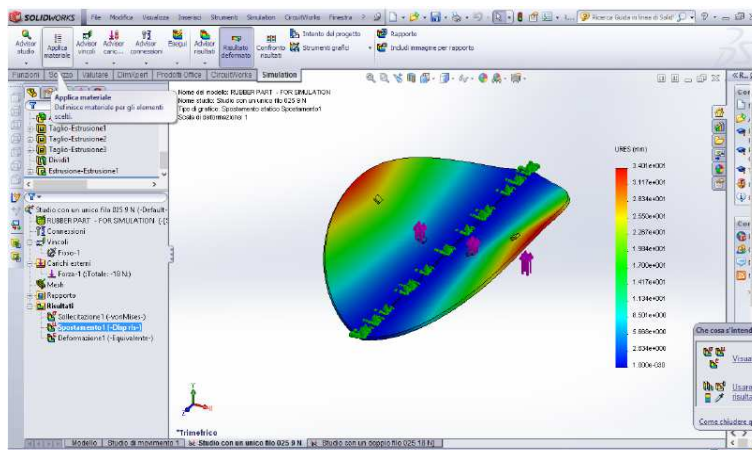 SOLIDWORKS File Modifica Visualizza Inserisci Strumenti Simulation CircuitWorks Finestra ?
Advisor studio
Applica materiale
Advisor vincoli
Advisor caric...
Advisor connessioni
Esegui
Advisor risultati
Risultato deformato
Confronto risultati
Intento del progetto
Strumenti grafici
Rapporto
Includi immagine per rapporto
Funzioni Schizzo Valutare DimXpert Prodotti Office CircuitWorks Simulation
Applica materiale
Definisce materiale per gli elementi
scelti.
Taglio-Estrusione1
Taglio-Estrusione2
Taglio-Estrusione3
Dividi1
Estrusione-Estrusione1
Nome del modello: RUBBER PART - FOR SIMULATION
Nome studio: Studio con un unico filo 025 9 N (-Default-)
Tipo di grafico: Spostamento statico Spostamento1
Scala di deformazione: 1
Studio con un unico filo 025 9 N (-Default-
RUBBER PART - FOR SIMULATION
Connessioni
Vincoli
Fisso-1
Carichi esterni
Forza-1 (:Totale: -18 N:)
Mesh
Rapporto
Risultati
Sollecitazione1 (-vonMises-)
Spostamento1 (-Disp ris-)
Deformazione1 (-Equivalente-)
URES (mm)
3.401e+001
3.117e+001
2.834e+001
2.550e+001
2.267e+001
1.984e+001
1.700e+001
1.417e+001
1.134e+001
8.501e+000
5.668e+000
2.834e+000
1.000e-030
Che cosa s'intend
Visua
Usare
risulta
Come chiudere q
*Trimetrico
Modello Studio di movimento 1 Studio con un unico filo 025 9 N Studio con un doppio filo 025 18 N